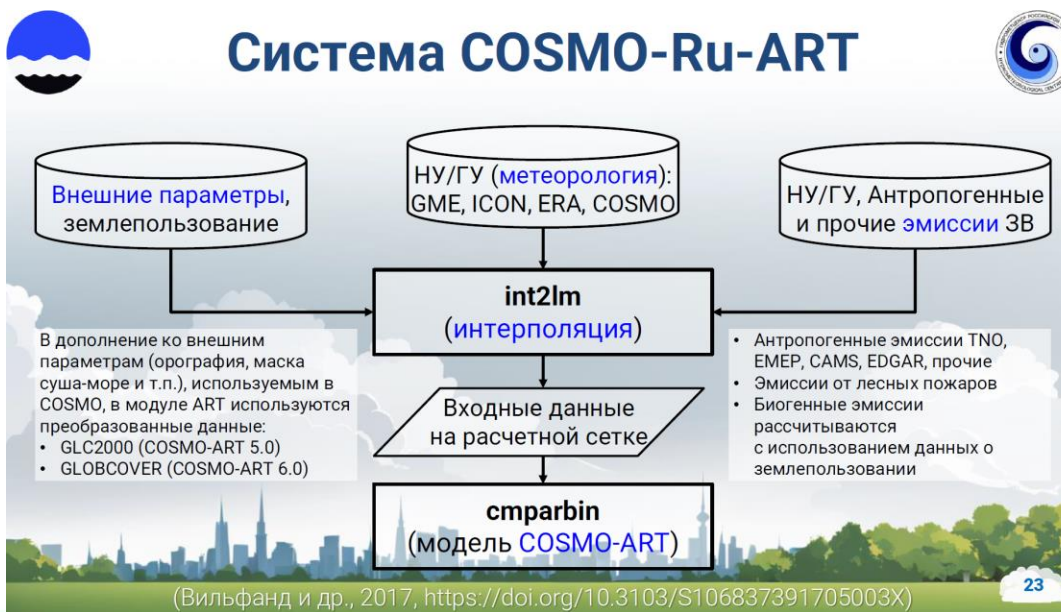 Система COSMO-Ru-ART
Внешние параметры,
землепользование
НУ/ГУ (метеорология):
GME, ICON, ERA, COSMO
НУ/ГУ, Антропогенные
и прочие эмиссии ЗВ
int2lm
(интерполяция)
В дополнение ко внешним
параметрам (орография, маска
суша-море и т.п.), используемым в
COSMO, в модуле ART используются
преобразованные данные:
• GLC2000 (COSMO-ART 5.0)
• GLOBCOVER (COSMO-ART 6.0)
Входные данные
на расчетной сетке
• Антропогенные эмиссии TNO,
EMEP, CAMS, EDGAR, прочие
• Эмиссии от лесных пожаров
• Биогенные эмиссии
рассчитываются
с использованием данных о
землепользовании
cmparbin
(модель COSMO-ART)
(Вильфанд и др., 2017, https://doi.org/10.3103/S106837391705003X)
23